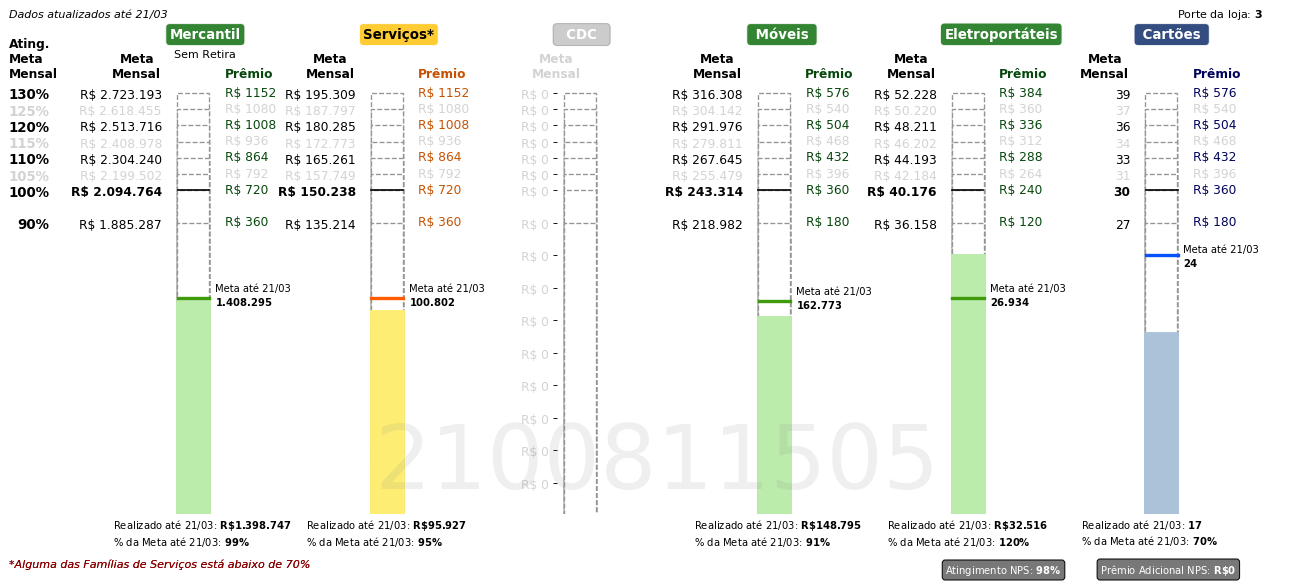 Dados atualizados até 21/03
Porte da loja: 3
Mercantil Serviços* CDC Móveis Eletroportáteis Cartões
Sem Retira
Ating. Meta Mensal Meta Mensal Prêmio Meta Mensal Prêmio Meta Mensal Meta Mensal Prêmio Meta Mensal Prêmio Meta Mensal Prêmio
130% R$ 2.723.193 R$ 1152 R$ 195.309 R$ 1152 R$ 0 R$ 316.308 R$ 576 R$ 52.228 R$ 384 39 R$ 576
125% R$ 2.618.455 R$ 1080 R$ 187.797 R$ 1080 R$ 0 R$ 304.142 R$ 540 R$ 50.220 R$ 360 37 R$ 540
120% R$ 2.513.716 R$ 1008 R$ 180.285 R$ 1008 R$ 0 R$ 291.976 R$ 504 R$ 48.211 R$ 336 36 R$ 504
115% R$ 2.408.978 R$ 936 R$ 172.773 R$ 936 R$ 0 R$ 279.811 R$ 468 R$ 46.202 R$ 312 34 R$ 468
110% R$ 2.304.240 R$ 864 R$ 165.261 R$ 864 R$ 0 R$ 267.645 R$ 432 R$ 44.193 R$ 288 33 R$ 432
105% R$ 2.199.502 R$ 792 R$ 157.749 R$ 792 R$ 0 R$ 255.479 R$ 396 R$ 42.184 R$ 264 31 R$ 396
100% R$ 2.094.764 R$ 720 R$ 150.238 R$ 720 R$ 0 R$ 243.314 R$ 360 R$ 40.176 R$ 240 30 R$ 360
90% R$ 1.885.287 R$ 360 R$ 135.214 R$ 360 R$ 0 R$ 218.982 R$ 180 R$ 36.158 R$ 120 27 R$ 180
R$ 0
Meta até 21/03
24
R$ 0
Meta até 21/03 Meta até 21/03 Meta até 21/03 Meta até 21/03
1.408.295 100.802 162.773 26.934
R$ 0
R$ 0
R$ 0
R$ 0
R$ 0
R$ 0
2100811505
Realizado até 21/03: R$1.398.747 Realizado até 21/03: R$95.927 Realizado até 21/03: R$148.795 Realizado até 21/03: R$32.516 Realizado até 21/03: 17
% da Meta até 21/03: 99% % da Meta até 21/03: 95% % da Meta até 21/03: 91% % da Meta até 21/03: 120% % da Meta até 21/03: 70%
*Alguma das Famílias de Serviços está abaixo de 70%
Atingimento NPS: 98% Prêmio Adicional NPS: R$0